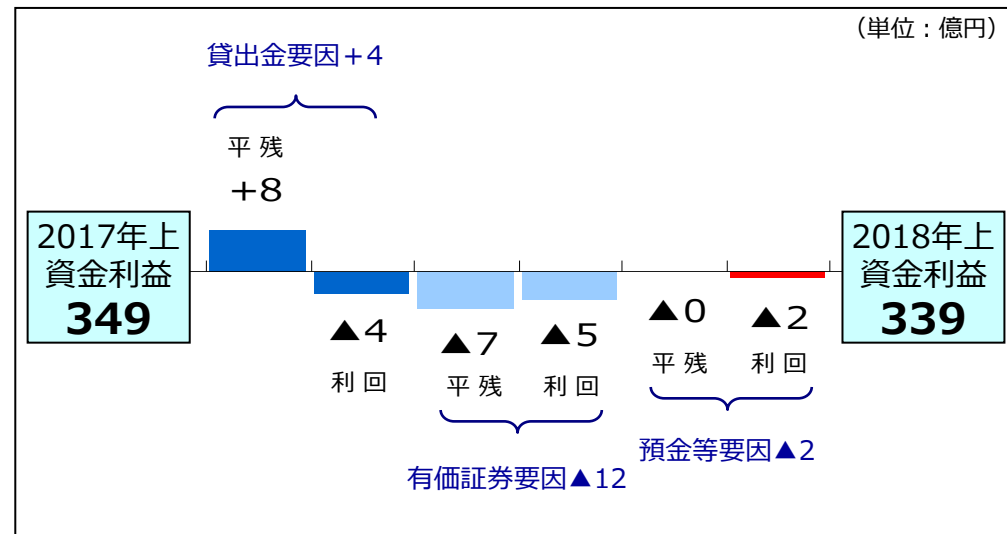 （単位：億円）
貸出金要因＋4
平 残
+8
2017年上
資金利益
349
▲4
利 回
▲7
平 残
▲5
利 回
有価証券要因▲12
▲0
平 残
▲2
利 回
預金等要因▲2
2018年上
資金利益
339